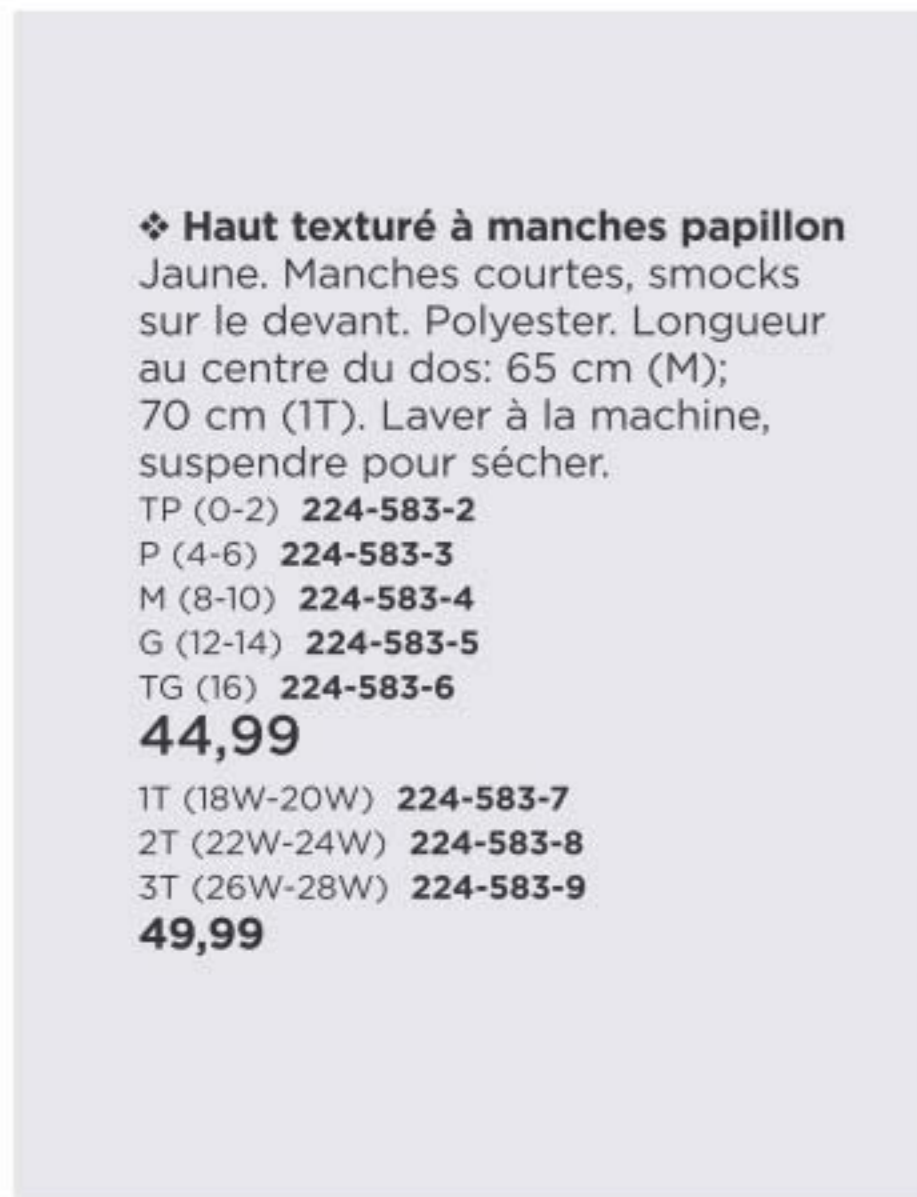 ❖ Haut texturé à manches papillon
Jaune. Manches courtes, smocks
sur le devant. Polyester. Longueur
au centre du dos: 65 cm (M);
70 cm (1T). Laver à la machine,
suspendre pour sécher.
TP (0-2) 224-583-2
P (4-6) 224-583-3
M (8-10) 224-583-4
G (12-14) 224-583-5
TG (16) 224-583-6
44,99
1T (18W-20W) 224-583-7
2T (22W-24W) 224-583-8
3T (26W-28W) 224-583-9
49,99